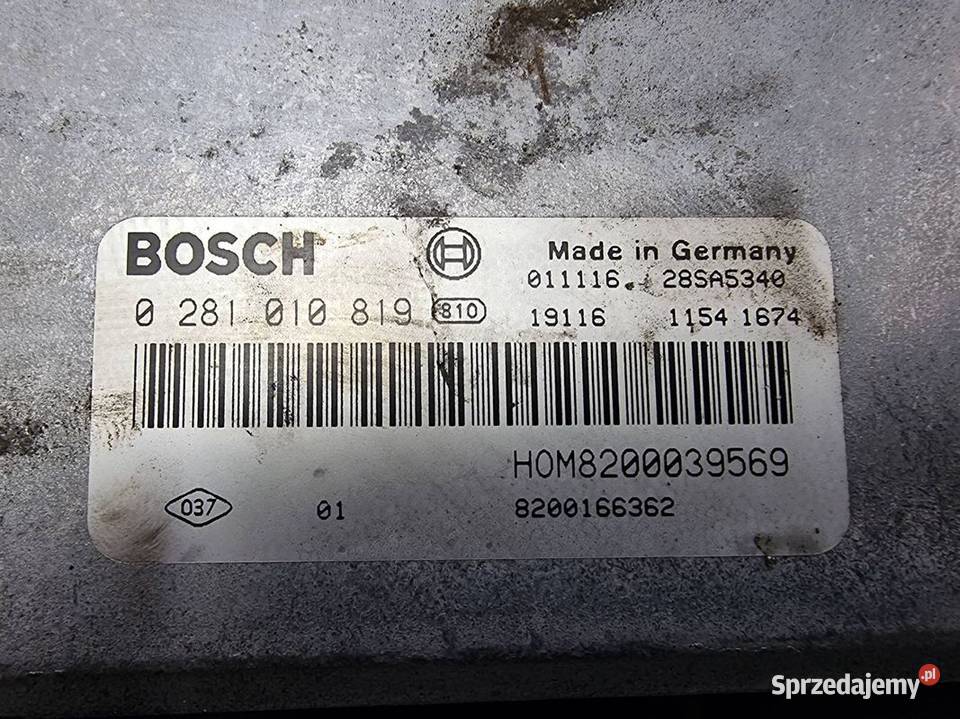 BOSCH
Made in Germany
011116. 28SA5340
0 281 010 819 810
19116 1154 1674
HOM8200039569
037 01 8200166362
Sprzedajemy.pl